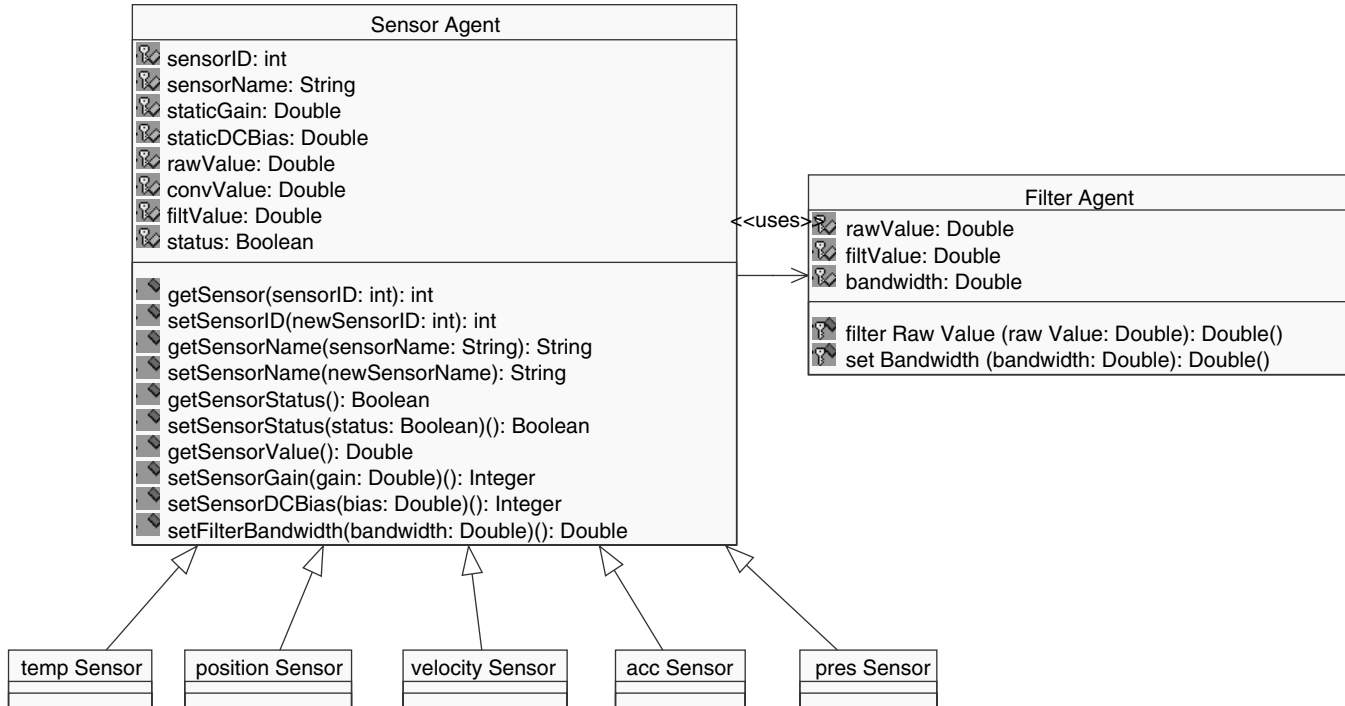 Sensor Agent
sensorID: int
sensorName: String
staticGain: Double
staticDCBias: Double
rawValue: Double
convValue: Double
filtValue: Double
status: Boolean
getSensor(sensorID: int): int
setSensorID(newSensorID: int): int
getSensorName(sensorName: String): String
setSensorName(newSensorName): String
getSensorStatus(): Boolean
setSensorStatus(status: Boolean)(): Boolean
getSensorValue(): Double
setSensorGain(gain: Double)(): Integer
setSensorDCBias(bias: Double)(): Integer
setFilterBandwidth(bandwidth: Double)(): Double
<<uses>>
Filter Agent
rawValue: Double
filtValue: Double
bandwidth: Double
filter Raw Value (raw Value: Double): Double()
set Bandwidth (bandwidth: Double): Double()
temp Sensor
position Sensor
velocity Sensor
acc Sensor
pres Sensor